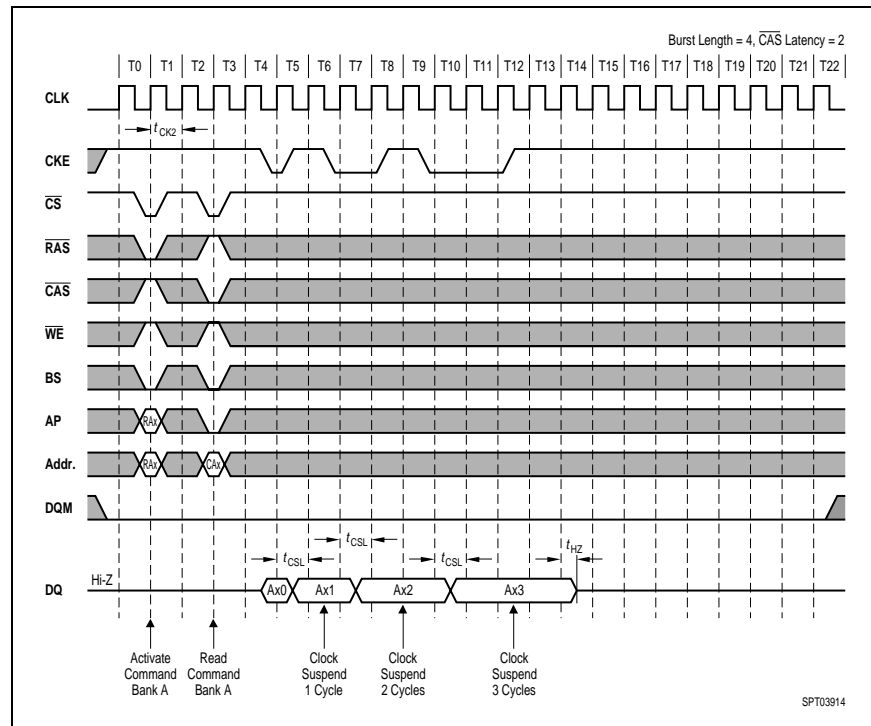 Burst Length = 4, CAS Latency = 2
T0 T1 T2 T3 T4 T5 T6 T7 T8 T9 T10 T11 T12 T13 T14 T15 T16 T17 T18 T19 T20 T21 T22
CLK
tCK2
CKE
CS
RAS
CAS
WE
BS
AP RAx
Addr. RAx CAx
DQM
tCSL tCSL tCSL tHZ
DQ Hi-Z Ax0 Ax1 Ax2 Ax3
Activate Command Bank A
Read Command Bank A
Clock Suspend 1 Cycle
Clock Suspend 2 Cycles
Clock Suspend 3 Cycles
SPT03914